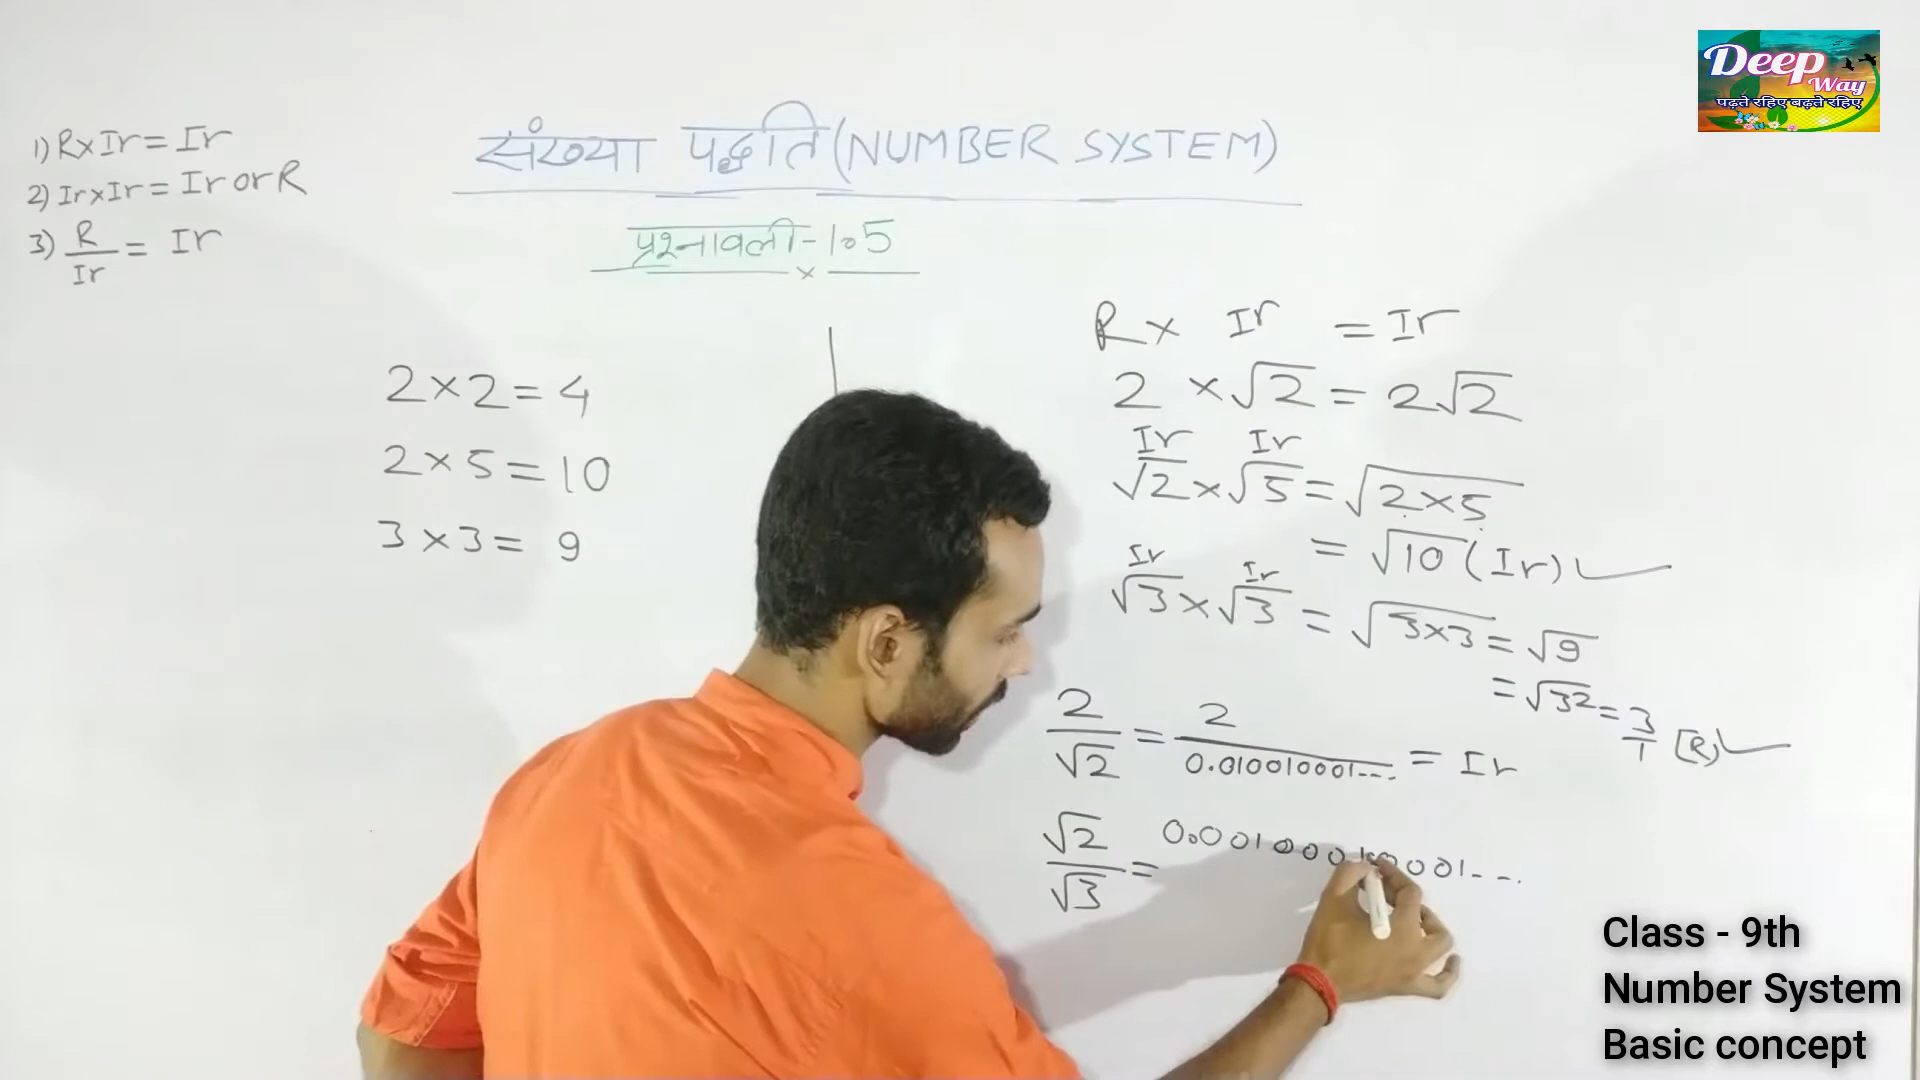 Deep
Way
पढ़ते रहिए बढ़ते रहिए
संख्या पद्धति (NUMBER SYSTEM)
प्रश्नावली-1.5
×
1) R×Ir = Ir
2) Ir×Ir = Ir or R
3) R/Ir = Ir
2×2=4
2×5=10
3×3=9
R× Ir = Ir
2 ×√2 = 2√2
Ir Ir
√2×√5=√2×5
= √10 (Ir) ✓
Ir Ir
√3×√3 = √3×3 = √9
= √3² = 3/1 (R) ✓
2/√2 = 2/0.010010001--- = Ir
√2/√3 = 0.00100010001---
Class - 9th
Number System
Basic concept